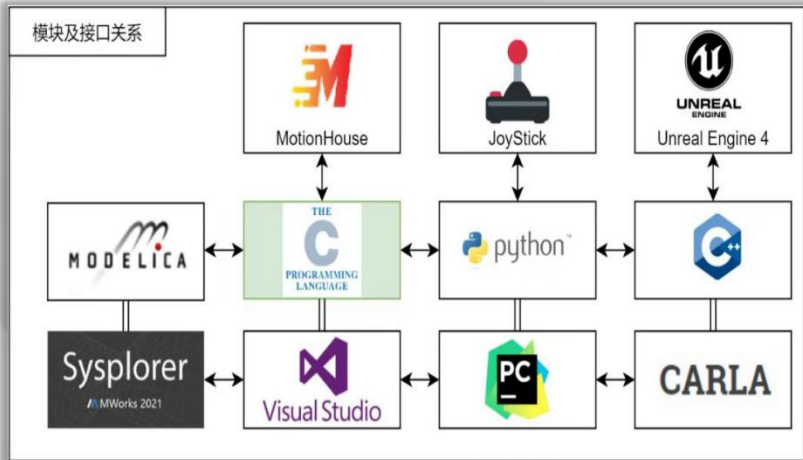 模块及接口关系
M
MotionHouse
JoyStick
UNREAL
ENGINE
Unreal Engine 4
MODELICA
THE
C
PROGRAMMING
LANGUAGE
python™
C++
Sysplorer
MWorks 2021
Visual Studio
PC
CARLA